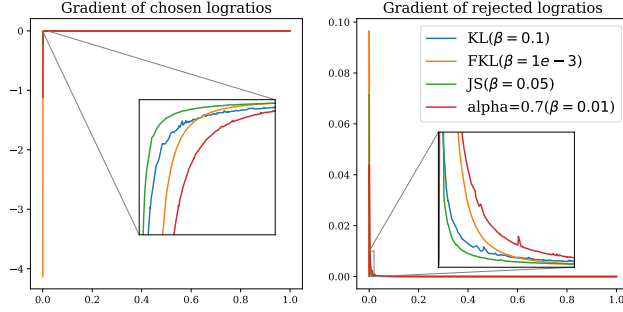 Gradient of chosen logratios
0
−1
−2
−3
−4
0.0 0.2 0.4 0.6 0.8 1.0
Gradient of rejected logratios
0.10
0.08
0.06
0.04
0.02
0.00
0.0 0.2 0.4 0.6 0.8 1.0
KL(β = 0.1)
FKL(β = 1e − 3)
JS(β = 0.05)
alpha=0.7(β = 0.01)